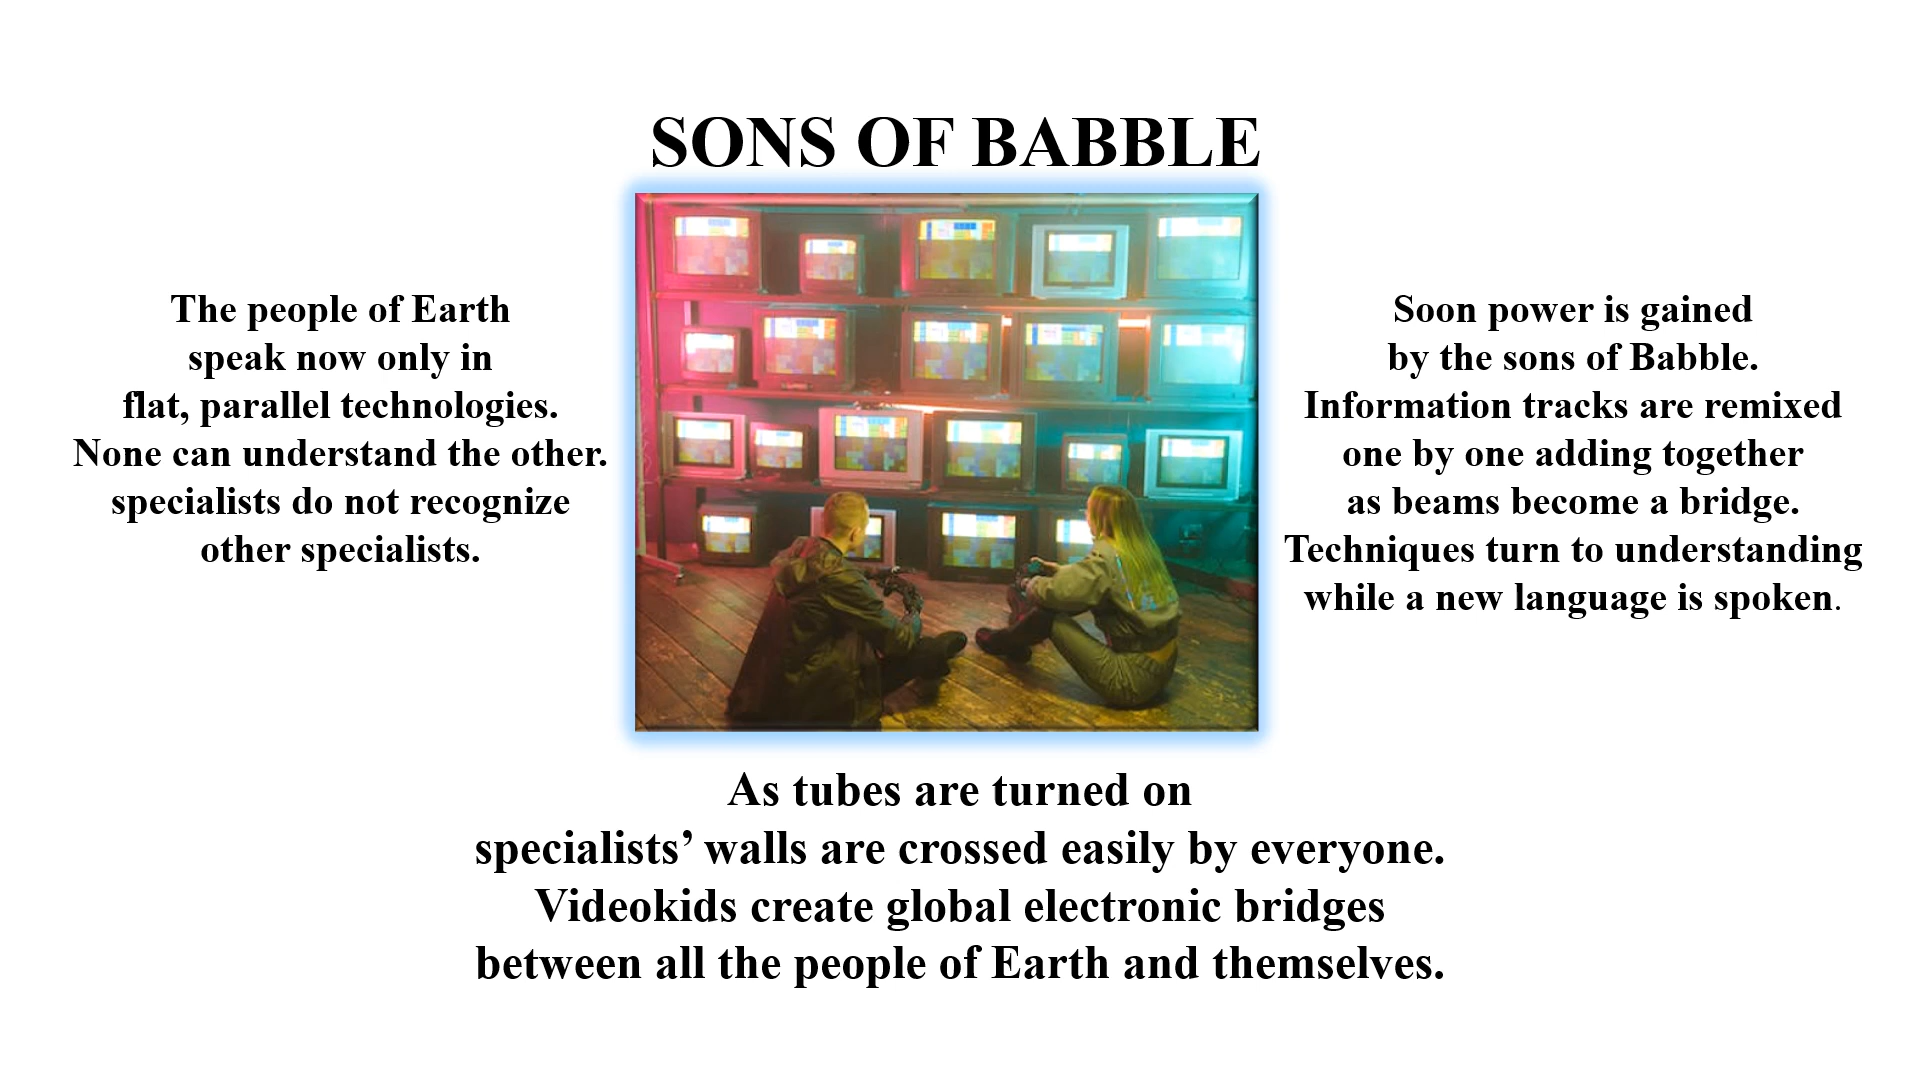 SONS OF BABBLE
The people of Earth
speak now only in
flat, parallel technologies.
None can understand the other.
specialists do not recognize
other specialists.
Soon power is gained
by the sons of Babble.
Information tracks are remixed
one by one adding together
as beams become a bridge.
Techniques turn to understanding
while a new language is spoken.
As tubes are turned on
specialists’ walls are crossed easily by everyone.
Videokids create global electronic bridges
between all the people of Earth and themselves.